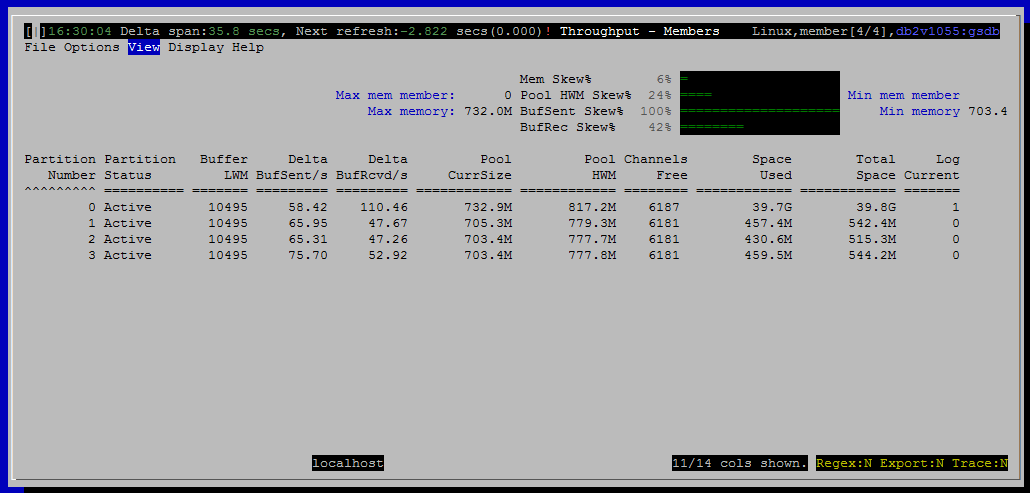 [|]16:30:04 Delta span:35.8 secs, Next refresh:-2.822 secs(0.000)! Throughput - Members Linux,member[4/4],db2v1055:gsdb
File Options View Display Help
Mem Skew% 6% =
Max mem member: 0 Pool HWM Skew% 24% ==== Min mem member
Max memory: 732.0M BufSent Skew% 100% ==================== Min memory 703.4
BufRec Skew% 42% ========
Partition Partition Buffer Delta Delta Pool Pool Channels Space Total Log
Number Status LWM BufSent/s BufRcvd/s CurrSize HWM Free Used Space Current
^^^^^^^^^ ========== ======= ========= ========= ============= ============ ======== ============ ============ =======
0 Active 10495 58.42 110.46 732.9M 817.2M 6187 39.7G 39.8G 1
1 Active 10495 65.95 47.67 705.3M 779.3M 6181 457.4M 542.4M 0
2 Active 10495 65.31 47.26 703.4M 777.7M 6181 430.6M 515.3M 0
3 Active 10495 75.70 52.92 703.4M 777.8M 6181 459.5M 544.2M 0
localhost 11/14 cols shown. Regex:N Export:N Trace:N